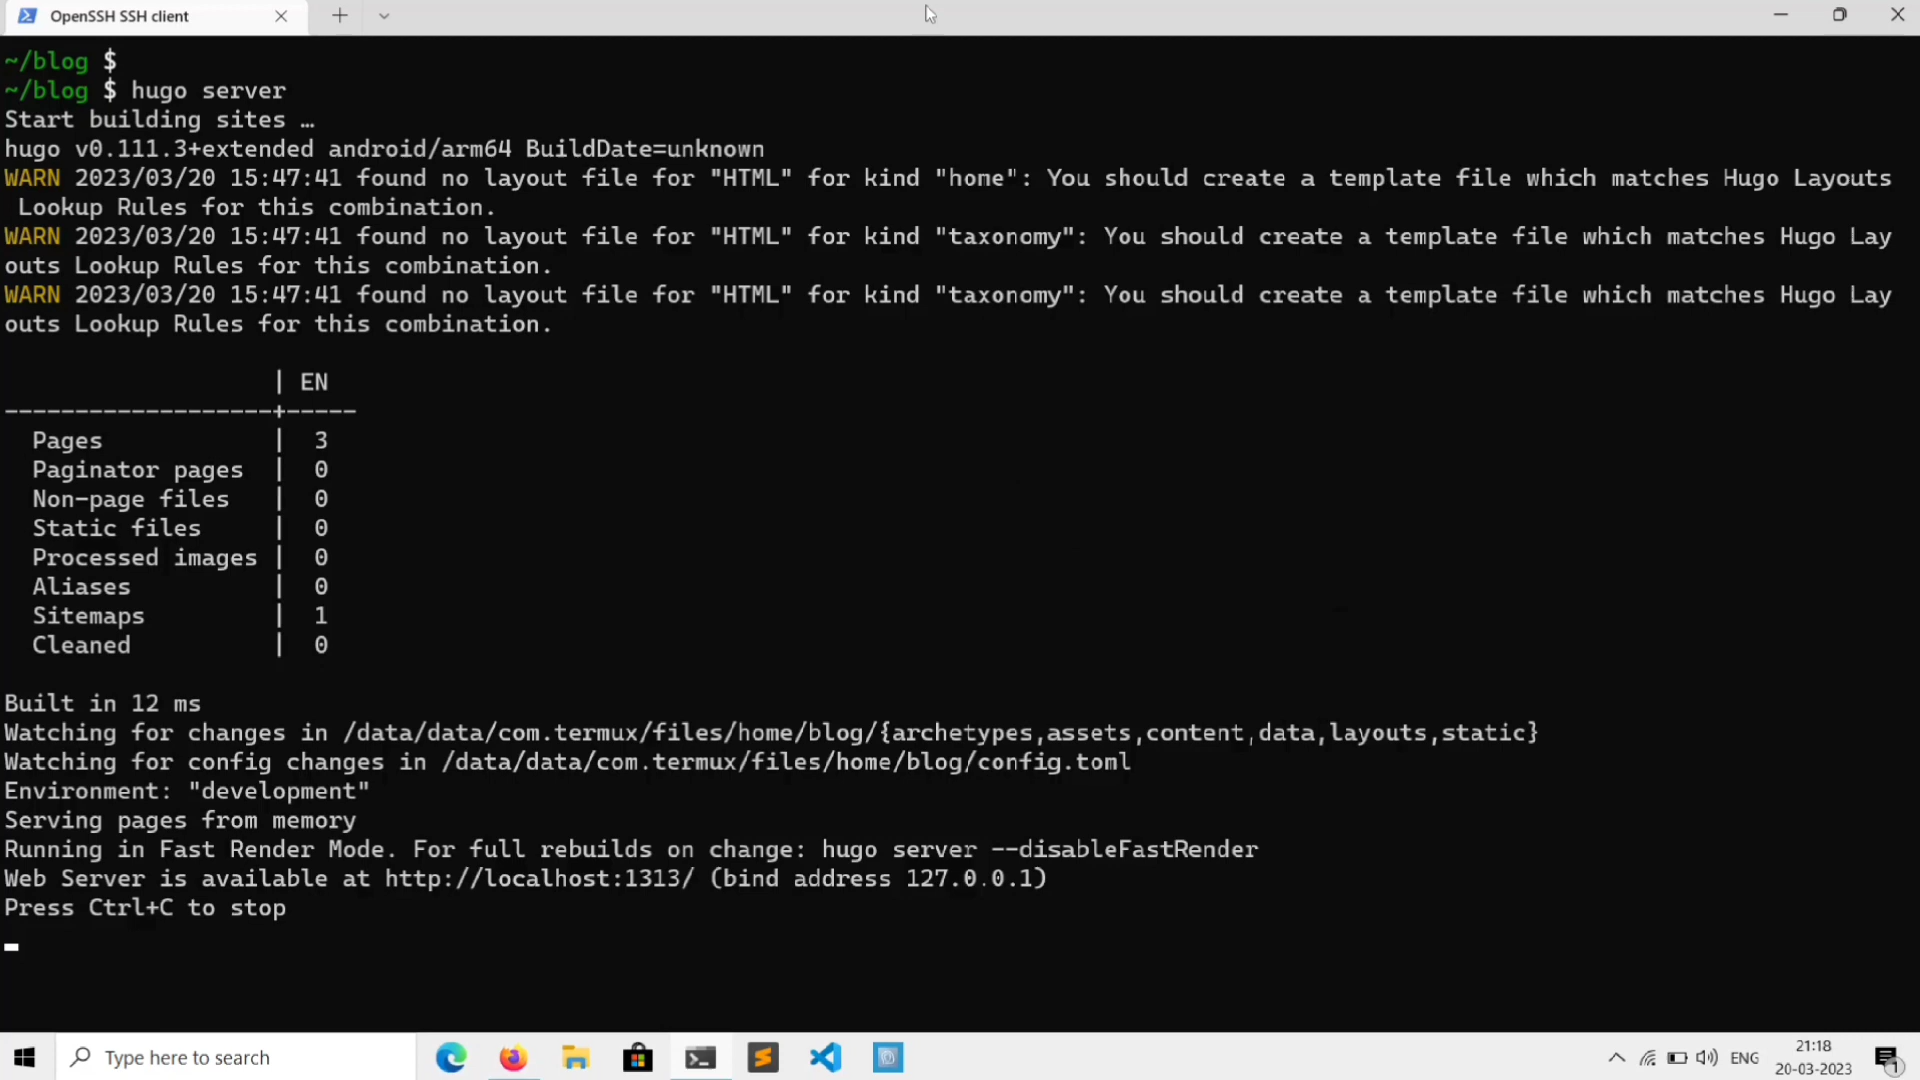 OpenSSH SSH client
~/blog $
~/blog $ hugo server
Start building sites …
hugo v0.111.3+extended android/arm64 BuildDate=unknown
WARN 2023/03/20 15:47:41 found no layout file for "HTML" for kind "home": You should create a template file which matches Hugo Layouts
Lookup Rules for this combination.
WARN 2023/03/20 15:47:41 found no layout file for "HTML" for kind "taxonomy": You should create a template file which matches Hugo Lay
outs Lookup Rules for this combination.
WARN 2023/03/20 15:47:41 found no layout file for "HTML" for kind "taxonomy": You should create a template file which matches Hugo Lay
outs Lookup Rules for this combination.
| EN
-------------------+-----
Pages | 3
Paginator pages | 0
Non-page files | 0
Static files | 0
Processed images | 0
Aliases | 0
Sitemaps | 1
Cleaned | 0
Built in 12 ms
Watching for changes in /data/data/com.termux/files/home/blog/{archetypes,assets,content,data,layouts,static}
Watching for config changes in /data/data/com.termux/files/home/blog/config.toml
Environment: "development"
Serving pages from memory
Running in Fast Render Mode. For full rebuilds on change: hugo server --disableFastRender
Web Server is available at http://localhost:1313/ (bind address 127.0.0.1)
Press Ctrl+C to stop
Type here to search
ENG
21:18
20-03-2023
1